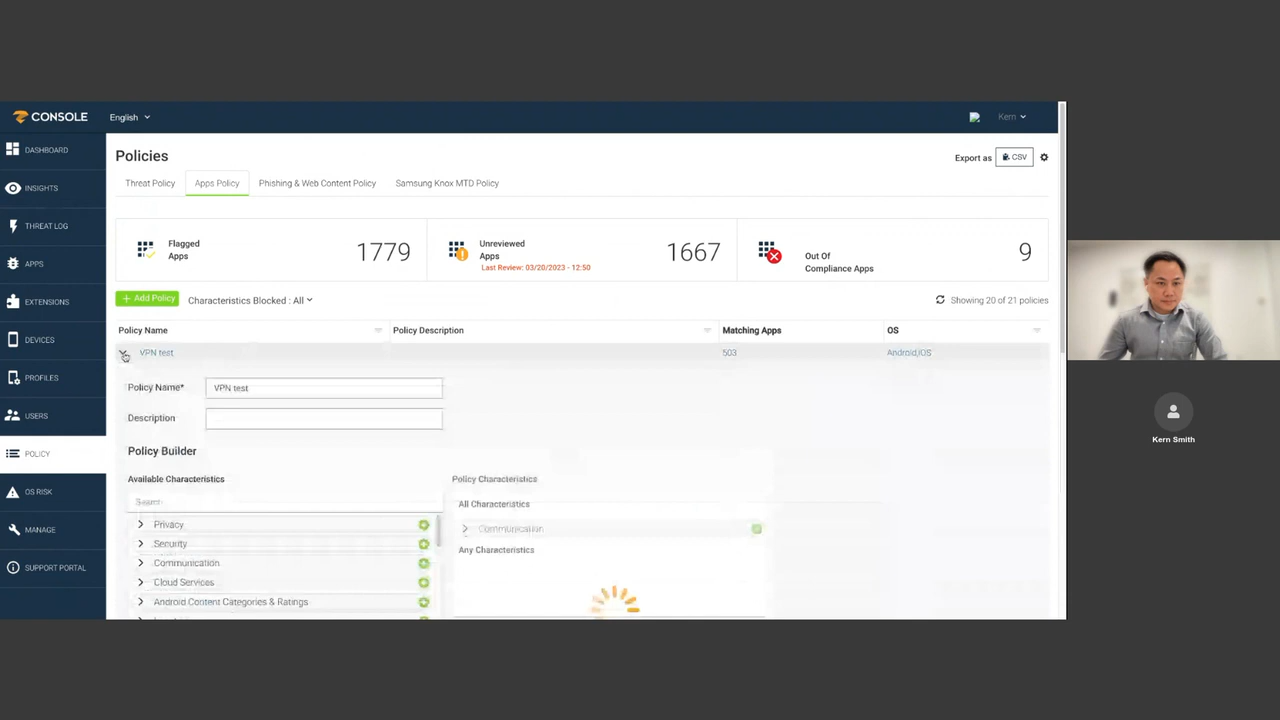 CONSOLE English Kern
DASHBOARD
INSIGHTS
THREAT LOG
APPS
EXTENSIONS
DEVICES
PROFILES
USERS
POLICY
OS RISK
MANAGE
SUPPORT PORTAL
Policies
Export as CSV
Threat Policy Apps Policy Phishing & Web Content Policy Samsung Knox MTD Policy
Flagged Apps 1779
Unreviewed Apps 1667
Last Review: 03/20/2023 - 12:50
Out Of Compliance Apps 9
+ Add Policy Characteristics Blocked : All Showing 20 of 21 policies
Policy Name Policy Description Matching Apps OS
VPN test 503 Android,iOS
Policy Name* VPN test
Description
Policy Builder
Available Characteristics
Search
Privacy
Security
Communication
Cloud Services
Android Content Categories & Ratings
Policy Characteristics
All Characteristics
Communication
Any Characteristics
Kern Smith